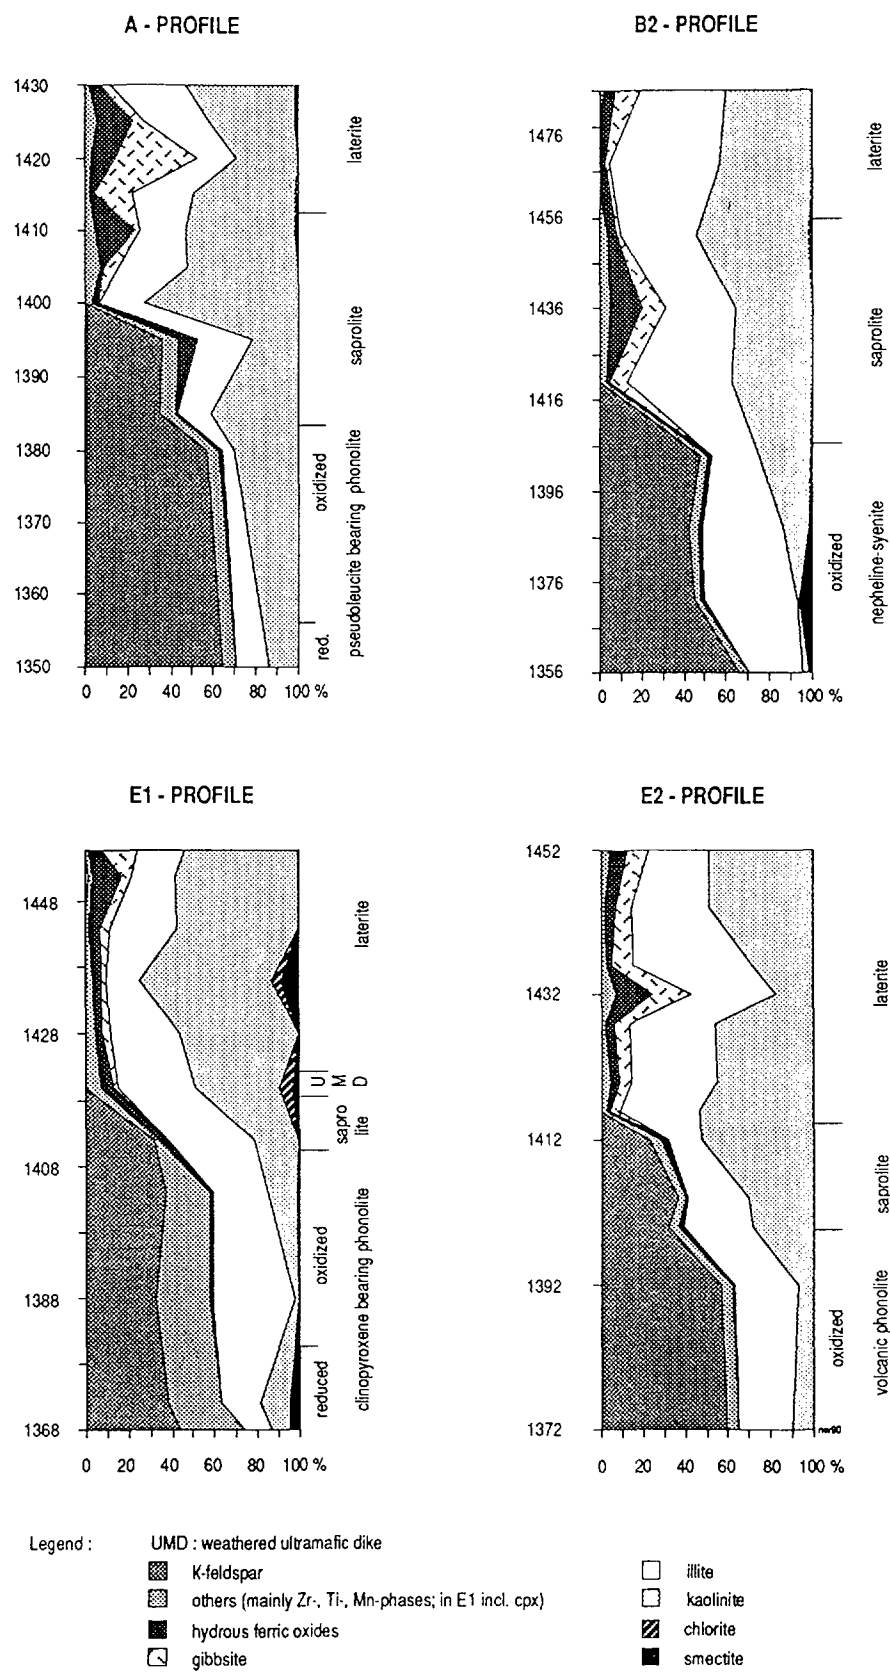 A - PROFILE
1430
1420
1410
1400
1390
1380
1370
1360
1350
0 20 40 60 80 100 %
laterite
saprolite
oxidized
red.
pseudoleucite bearing phonolite
B2 - PROFILE
1476
1456
1436
1416
1396
1376
1356
0 20 40 60 80 100 %
laterite
saprolite
oxidized
nepheline-syenite
E1 - PROFILE
1448
1428
1408
1388
1368
0 20 40 60 80 100 %
laterite
U M D
sapro
lite
oxidized
reduced
clinopyroxene bearing phonolite
E2 - PROFILE
1452
1432
1412
1392
1372
0 20 40 60 80 100 %
laterite
saprolite
oxidized
volcanic phonolite
Legend : UMD : weathered ultramafic dike
K-feldspar
others (mainly Zr-, Ti-, Mn-phases; in E1 incl. cpx)
hydrous ferric oxides
gibbsite
illite
kaolinite
chlorite
smectite